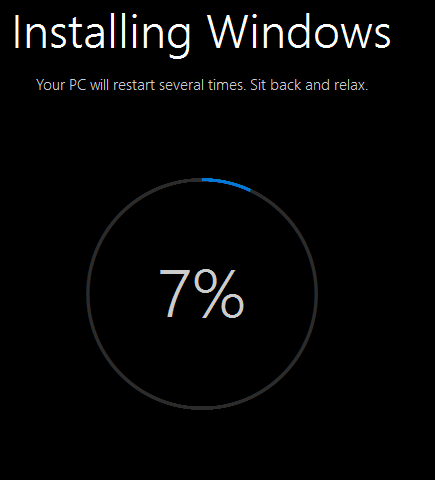 Installing Windows
Your PC will restart several times. Sit back and relax.
7%